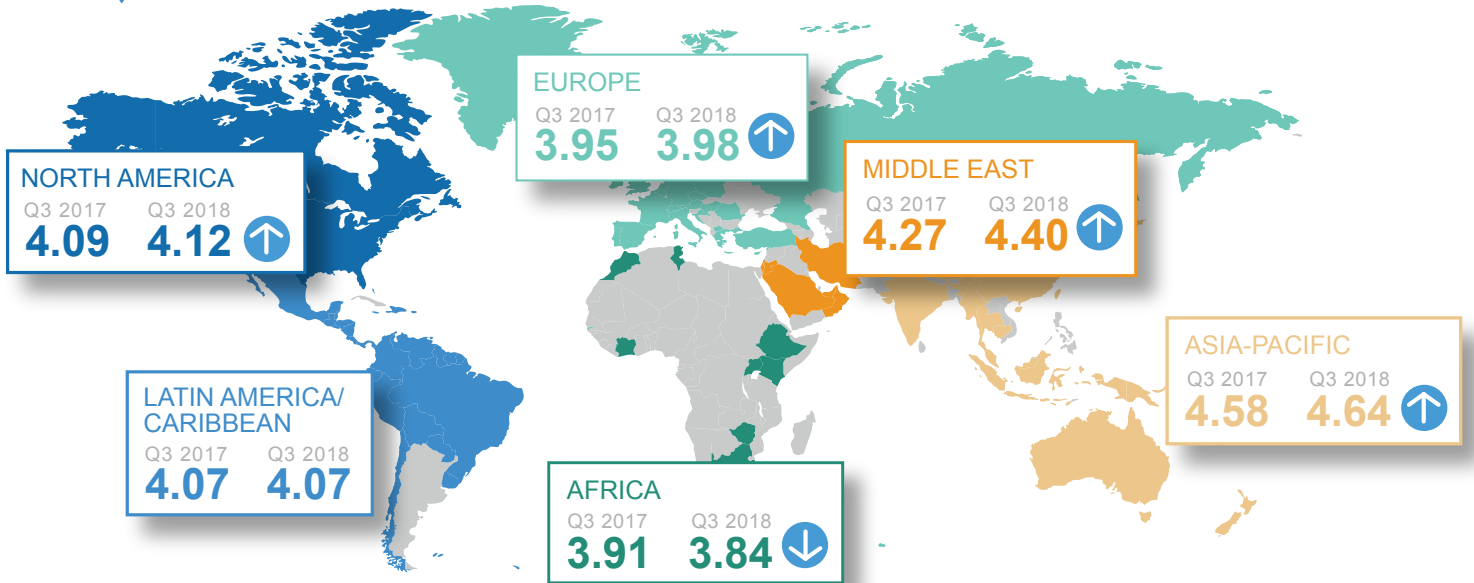 EUROPE
Q3 2017 Q3 2018
3.95 3.98
NORTH AMERICA
Q3 2017 Q3 2018
4.09 4.12
MIDDLE EAST
Q3 2017 Q3 2018
4.27 4.40
ASIA-PACIFIC
Q3 2017 Q3 2018
4.58 4.64
LATIN AMERICA/
CARIBBEAN
Q3 2017 Q3 2018
4.07 4.07
AFRICA
Q3 2017 Q3 2018
3.91 3.84